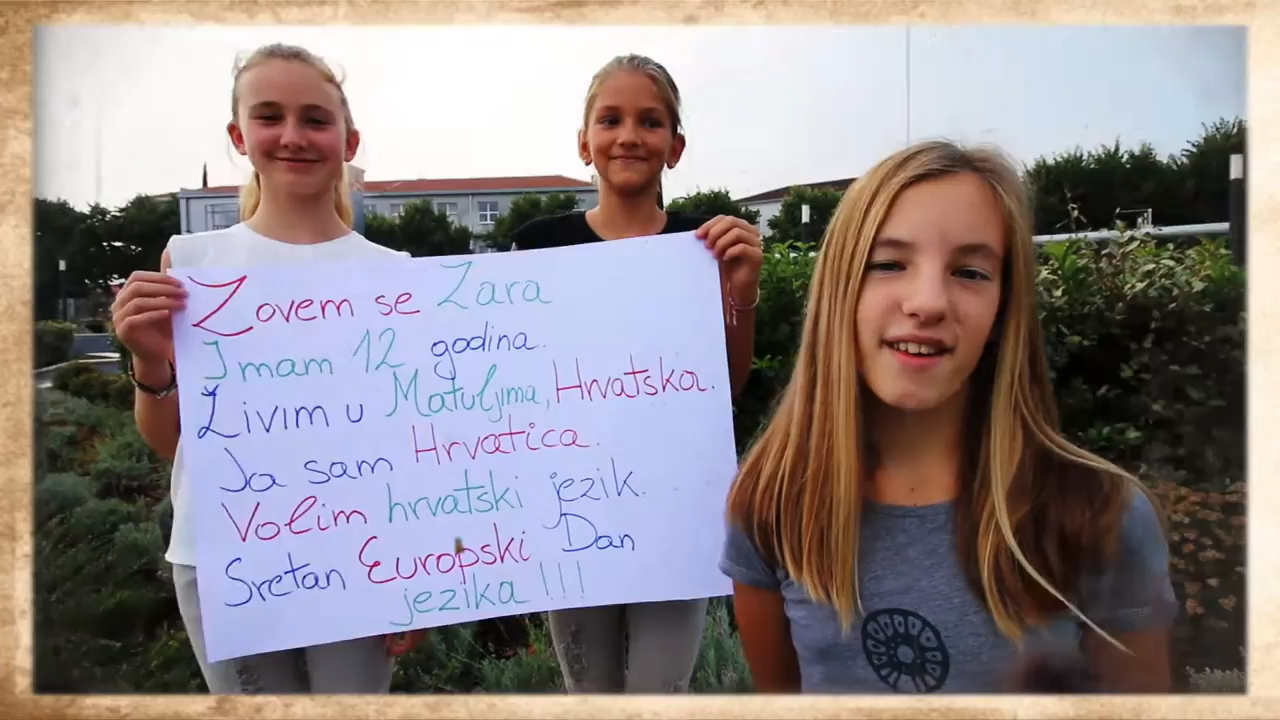 Zovem se Zara
Imam 12 godina.
Živim u Matuljima, Hrvatska.
Ja sam Hrvatica.
Volim hrvatski jezik.
Sretan Europski Dan
jezika!!!